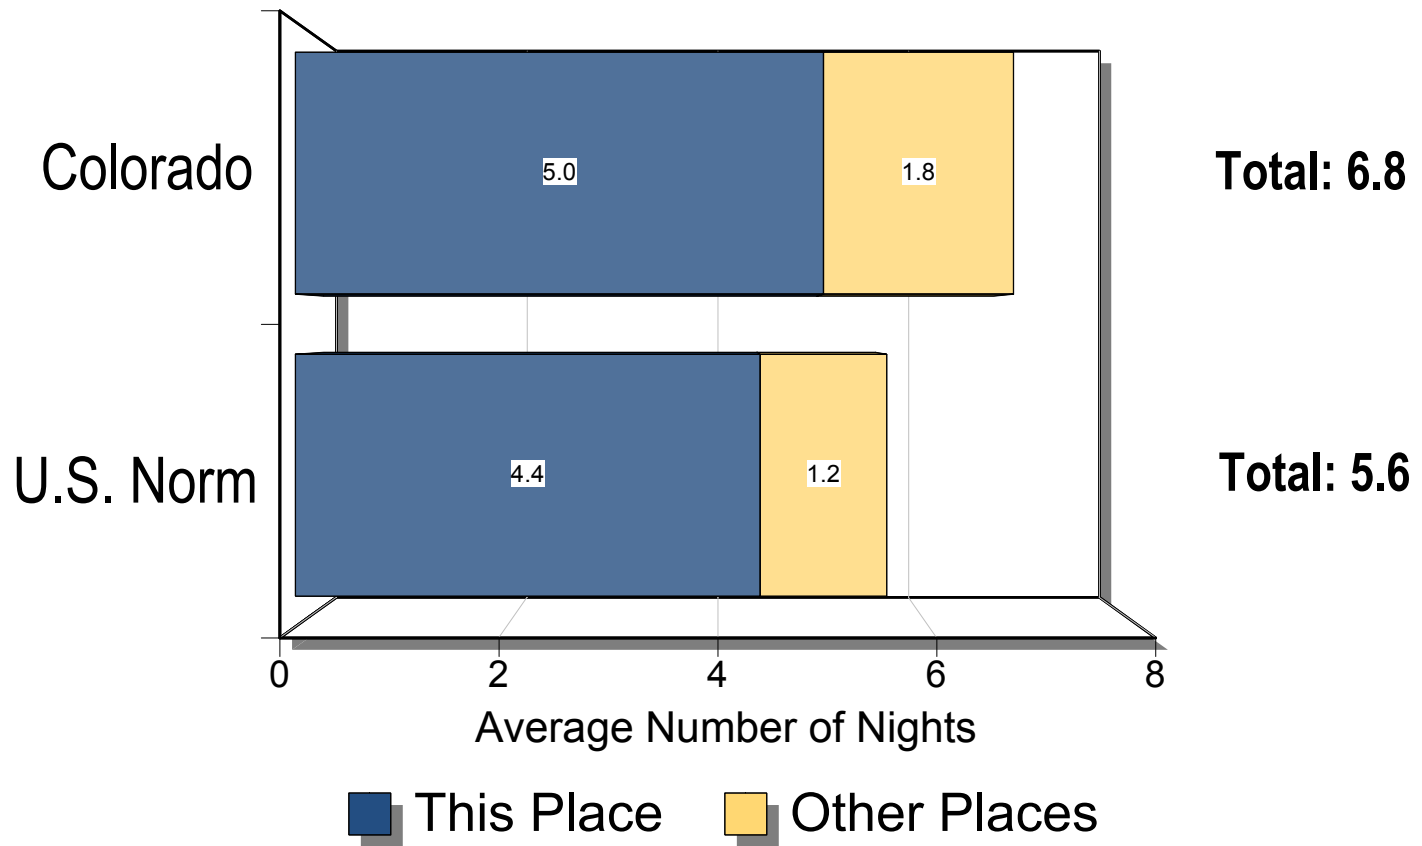 Colorado 5.0 1.8 Total: 6.8
U.S. Norm 4.4 1.2 Total: 5.6
0 2 4 6 8
Average Number of Nights
This Place Other Places